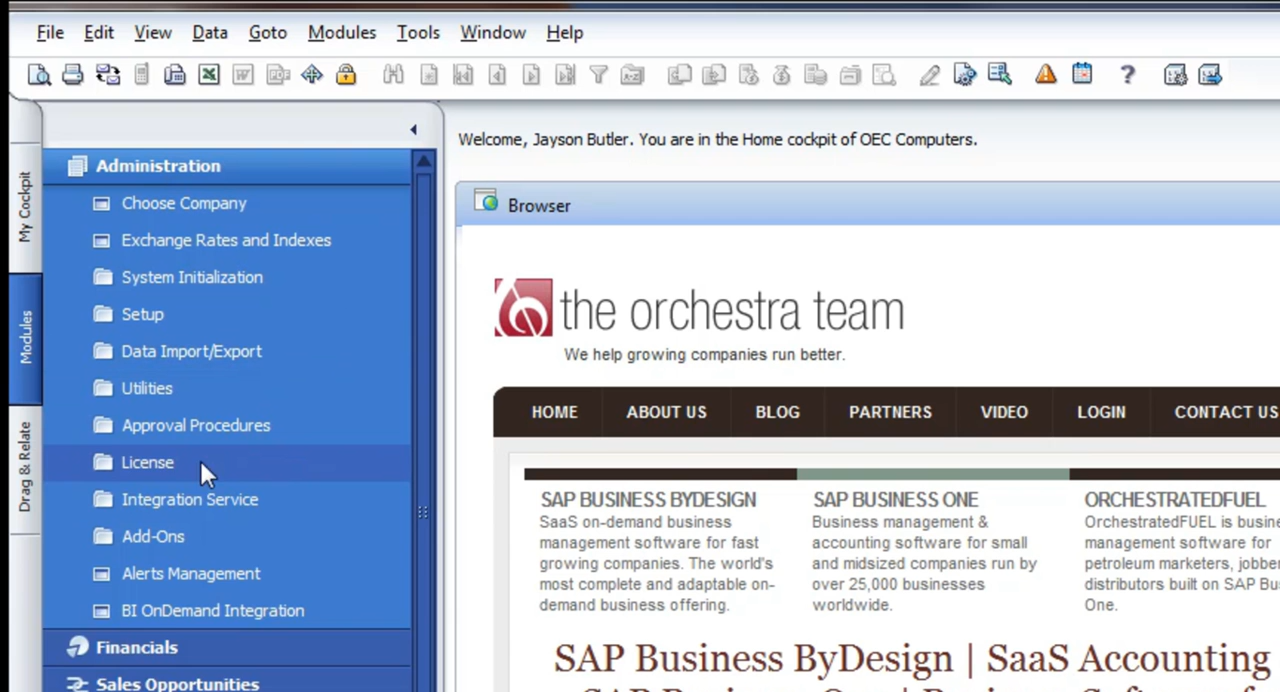 File Edit View Data Goto Modules Tools Window Help
Welcome, Jayson Butler. You are in the Home cockpit of OEC Computers.
My Cockpit
Modules
Drag & Relate
Administration
Choose Company
Exchange Rates and Indexes
System Initialization
Setup
Data Import/Export
Utilities
Approval Procedures
License
Integration Service
Add-Ons
Alerts Management
BI OnDemand Integration
Financials
Sales Opportunities
Browser
the orchestra team
We help growing companies run better.
HOME ABOUT US BLOG PARTNERS VIDEO LOGIN CONTACT US
SAP BUSINESS BYDESIGN
SaaS on-demand business
management software for fast
growing companies. The world's
most complete and adaptable on-
demand business offering.
SAP BUSINESS ONE
Business management &
accounting software for small
and midsized companies run by
over 25,000 businesses
worldwide.
ORCHESTRATEDFUEL
OrchestratedFUEL is busine
management software for
petroleum marketers, jobbe
distributors built on SAP Bu
One.
SAP Business ByDesign | SaaS Accounting
SAP Business One | Business Software for